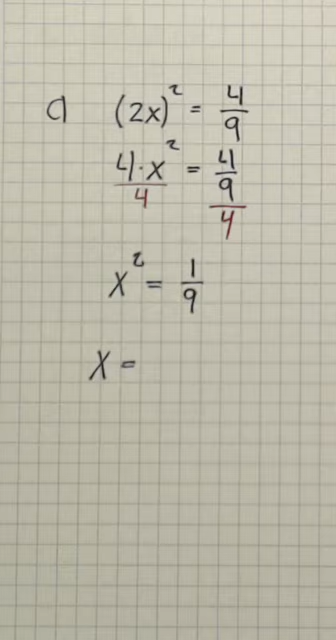 c) (2x)² = 4/9
4·x²/4 = 4/9/4
x² = 1/9
x =